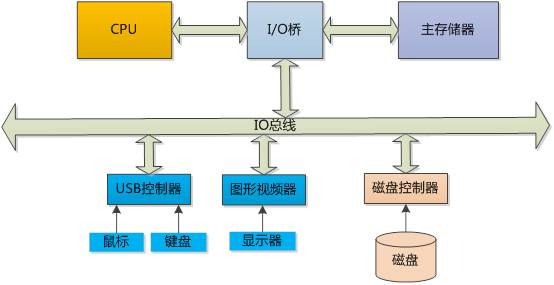 CPU
I/O桥
主存储器
IO总线
USB控制器
图形视频器
磁盘控制器
鼠标
键盘
显示器
磁盘